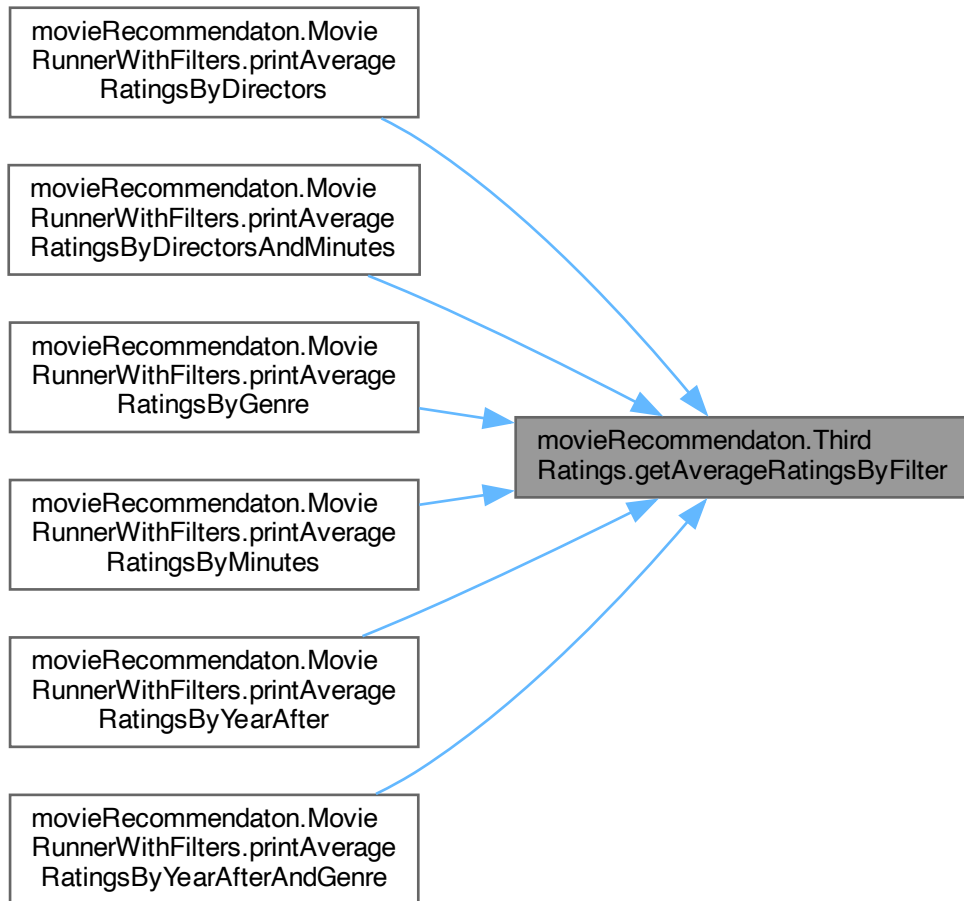 movieRecommendaton.Movie
RunnerWithFilters.printAverage
RatingsByDirectors
movieRecommendaton.Movie
RunnerWithFilters.printAverage
RatingsByDirectorsAndMinutes
movieRecommendaton.Movie
RunnerWithFilters.printAverage
RatingsByGenre
movieRecommendaton.Third
Ratings.getAverageRatingsByFilter
movieRecommendaton.Movie
RunnerWithFilters.printAverage
RatingsByMinutes
movieRecommendaton.Movie
RunnerWithFilters.printAverage
RatingsByYearAfter
movieRecommendaton.Movie
RunnerWithFilters.printAverage
RatingsByYearAfterAndGenre